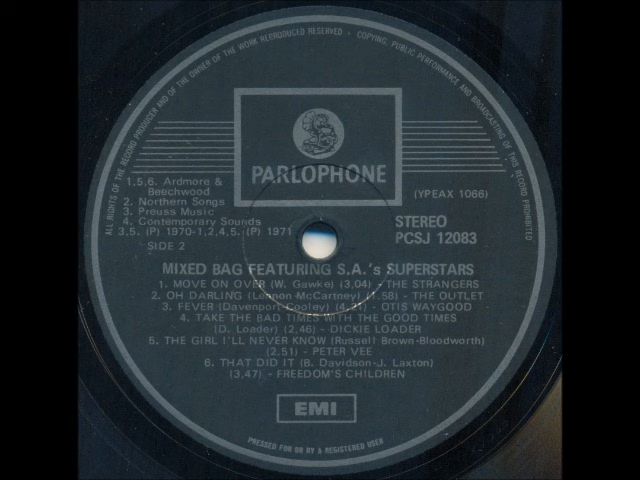 ALL RIGHTS OF THE RECORD PRODUCER AND OF THE OWNER OF THE WORK REPRODUCED RESERVED - COPYING, PUBLIC PERFORMANCE AND BROADCASTING OF THIS RECORD PROHIBITED
PARLOPHONE
1,5,6. Ardmore &
Beechwood
2. Northern Songs
3. Preuss Music
4. Contemporary Sounds
3,5. (P) 1970-1,2,4,5. (P) 1971
SIDE 2
(YPEAX 1066)
STEREO
PCSJ 12083
MIXED BAG FEATURING S.A.'s SUPERSTARS
1. MOVE ON OVER (W. Gawke) (3,04) - THE STRANGERS
2. OH DARLING (Lennon-McCartney) (,58) - THE OUTLET
3. FEVER (Davenport-Cooley) (4,21) - OTIS WAYGOOD
4. TAKE THE BAD TIMES WITH THE GOOD TIMES
(D. Loader) (2,46) - DICKIE LOADER
5. THE GIRL I'LL NEVER KNOW (Russell Brown-Bloodworth)
(2,51) - PETER VEE
6. THAT DID IT (B. Davidson-J. Laxton)
(3,47) - FREEDOM'S CHILDREN
EMI
PRESSED FOR OR BY A REGISTERED USER